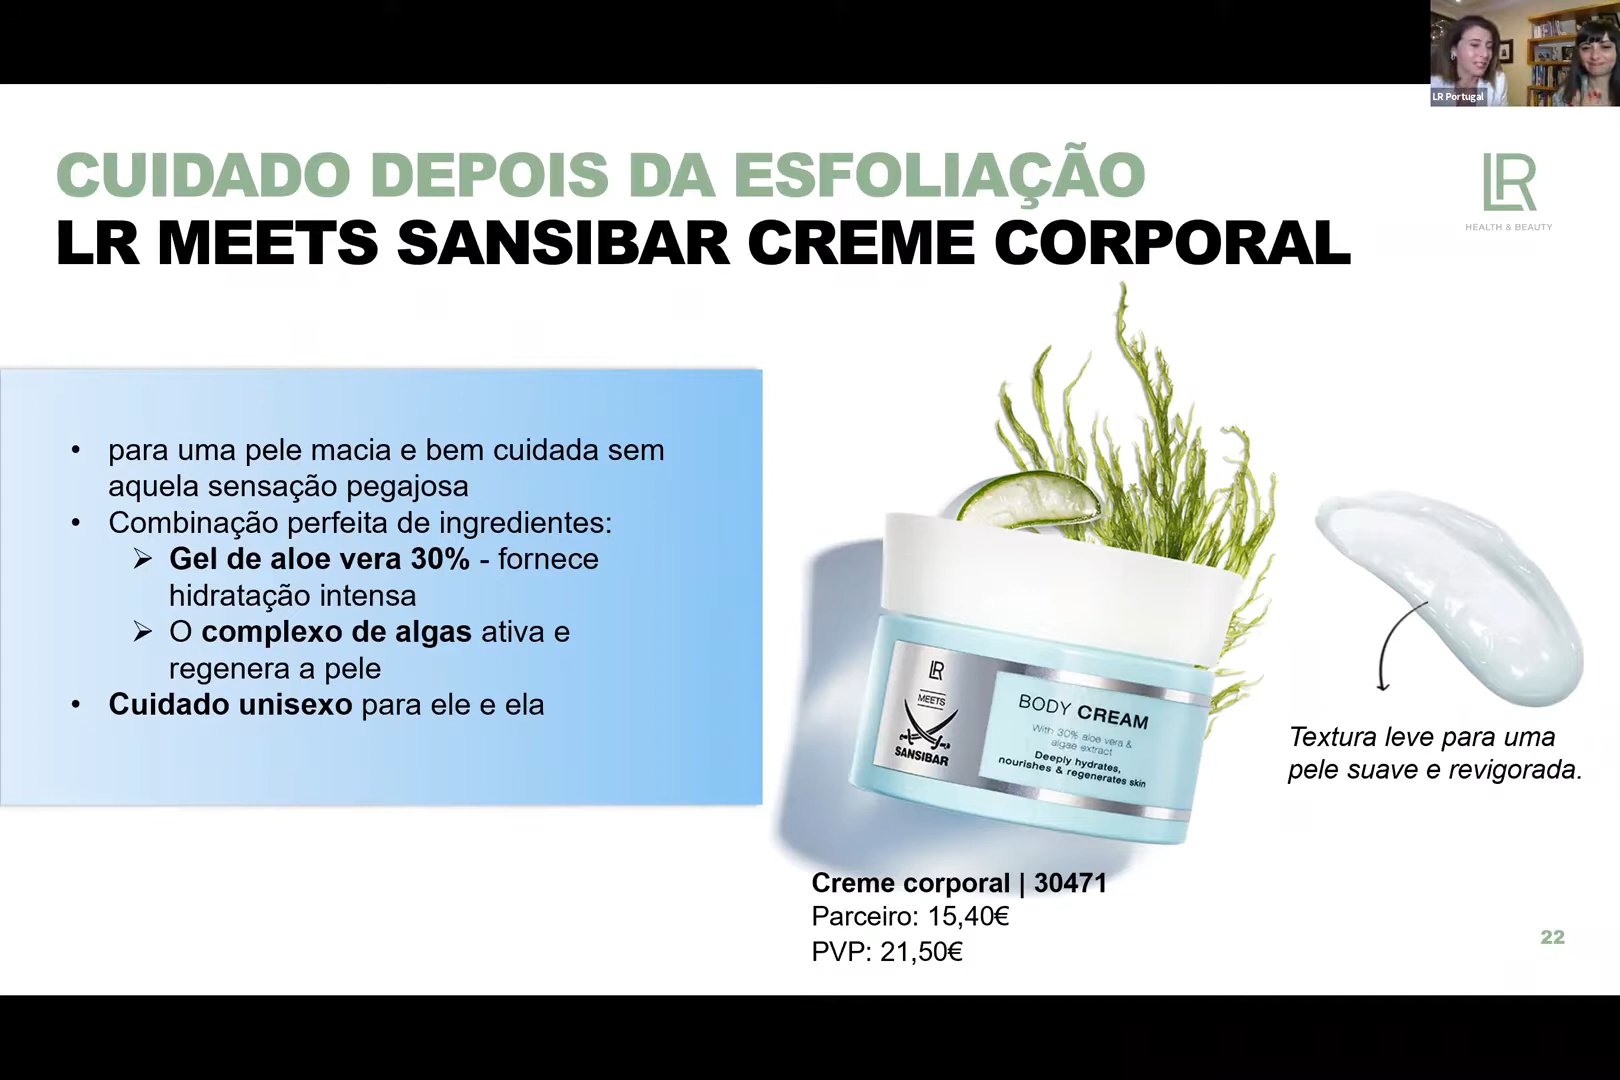 LR Portugal
CUIDADO DEPOIS DA ESFOLIAÇÃO
LR MEETS SANSIBAR CREME CORPORAL
LR
HEALTH & BEAUTY
• para uma pele macia e bem cuidada sem
aquela sensação pegajosa
• Combinação perfeita de ingredientes:
➢ Gel de aloe vera 30% - fornece
hidratação intensa
➢ O complexo de algas ativa e
regenera a pele
• Cuidado unisexo para ele e ela
LR
MEETS
SANSIBAR
BODY CREAM
With 30% aloe vera &
algae extract
Deeply hydrates,
nourishes & regenerates skin
Textura leve para uma
pele suave e revigorada.
Creme corporal | 30471
Parceiro: 15,40€
PVP: 21,50€
22